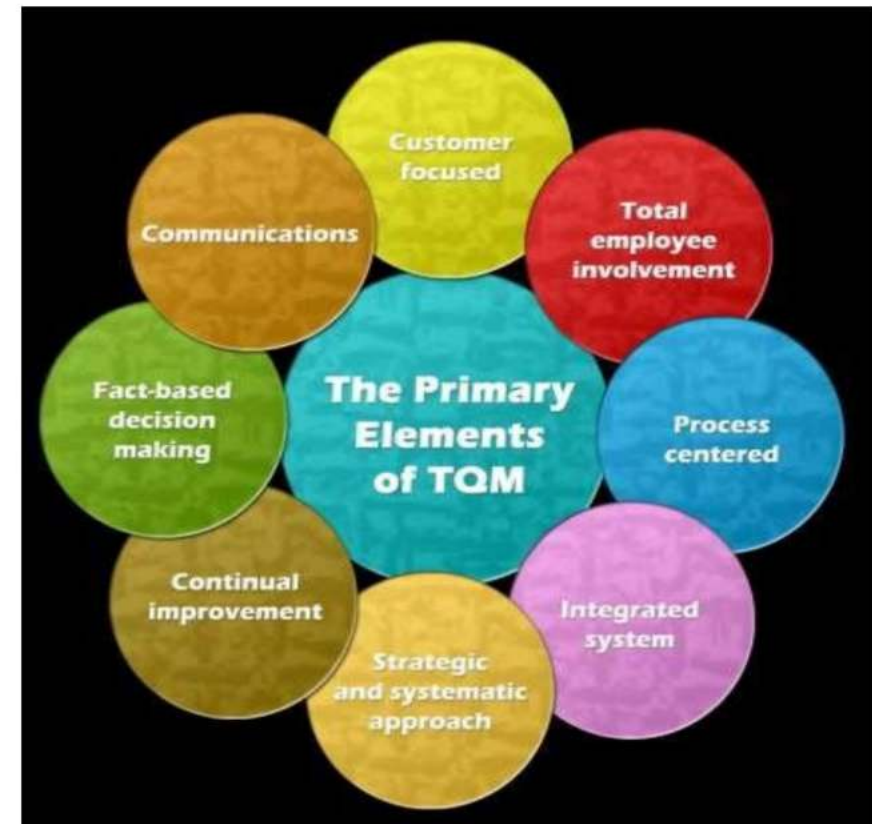 The Primary
Elements
of TQM
Customer
focused
Total
employee
involvement
Process
centered
Integrated
system
Strategic
and systematic
approach
Continual
improvement
Fact-based
decision
making
Communications